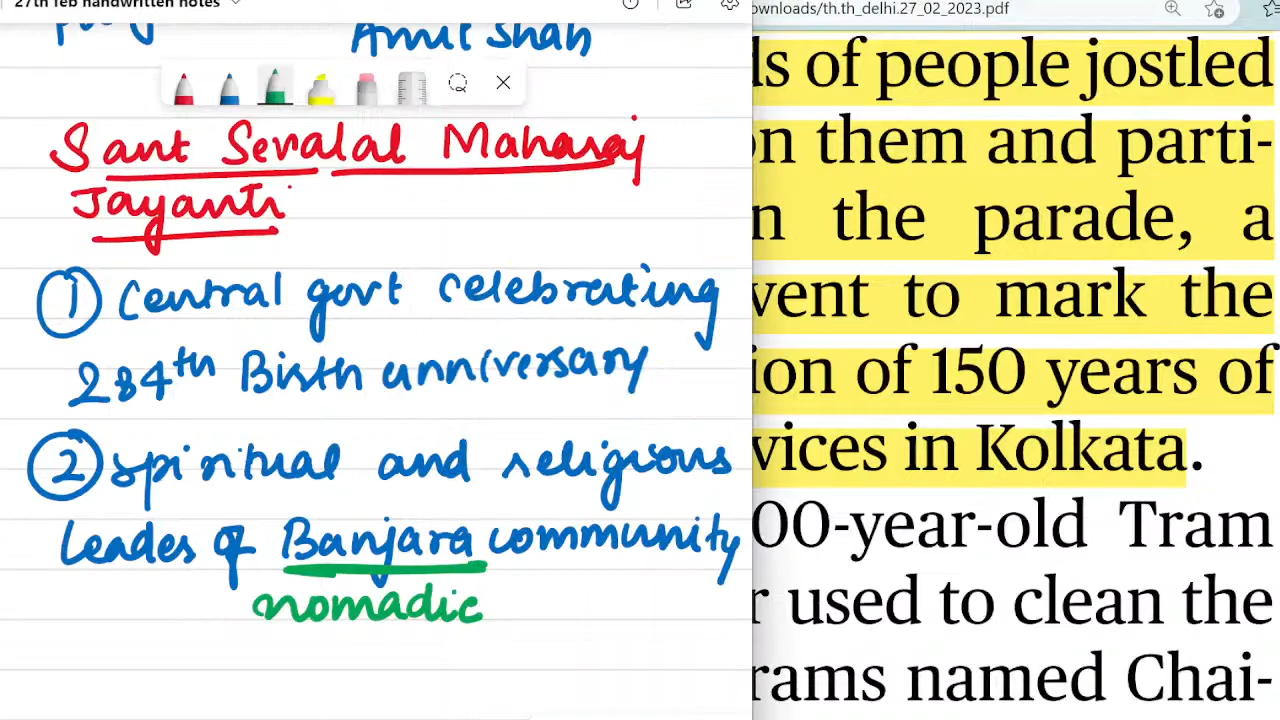 27th feb handwritten notes
Amit Shah
Sant Sevalal Maharaj
Jayanti
① Central govt celebrating
284th Birth anniversary
② spiritual and religious
leades of Banjara community
nomadic
ownloads/th.th_delhi.27_02_2023.pdf
ds of people jostled
on them and parti-
n the parade, a
vent to mark the
ion of 150 years of
vices in Kolkata.
00-year-old Tram
r used to clean the
rams named Chai-